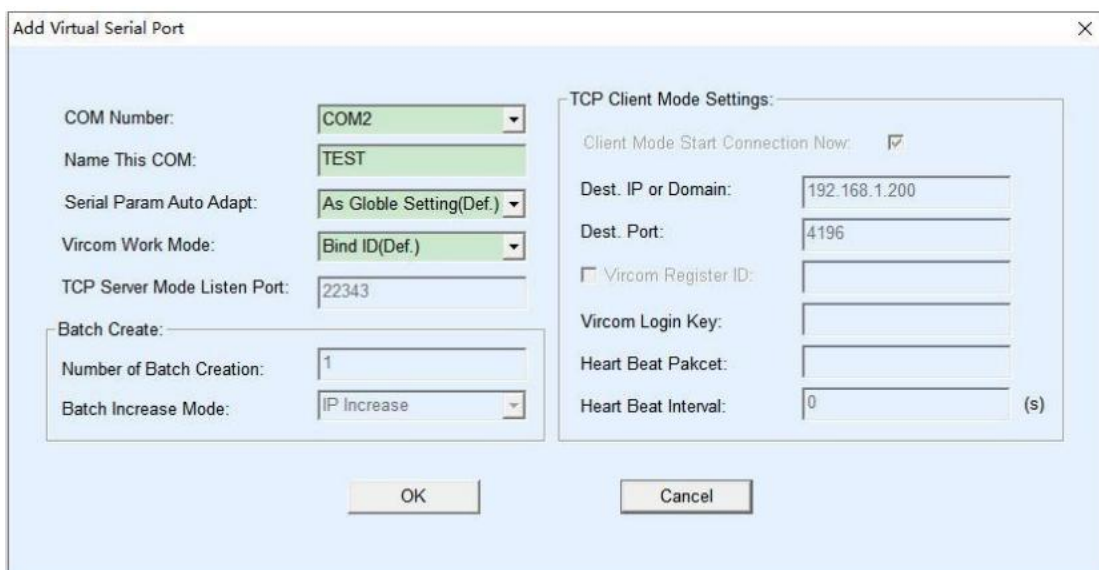 Add Virtual Serial Port
COM Number: COM2
Name This COM: TEST
Serial Param Auto Adapt: As Globle Setting(Def.)
Vircom Work Mode: Bind ID(Def.)
TCP Server Mode Listen Port: 22343
Batch Create:
Number of Batch Creation: 1
Batch Increase Mode: IP Increase
TCP Client Mode Settings:
Client Mode Start Connection Now:
Dest. IP or Domain: 192.168.1.200
Dest. Port: 4196
Vircom Register ID:
Vircom Login Key:
Heart Beat Pakcet:
Heart Beat Interval: 0 (s)
OK
Cancel